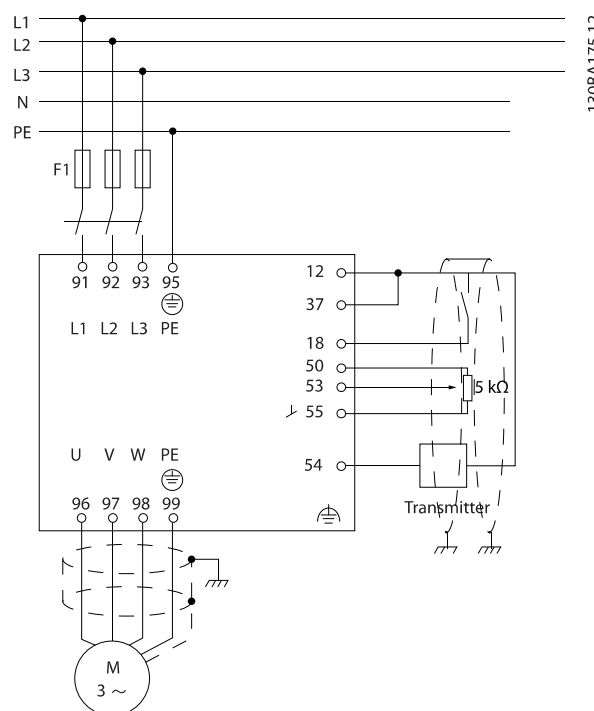 L1
L2
L3
N
PE
130BA175.12
F1
91 92 93 95
L1 L2 L3 PE
12
37
18
50
53
5 kΩ
55
54
Transmitter
U V W PE
96 97 98 99
M
3 ~